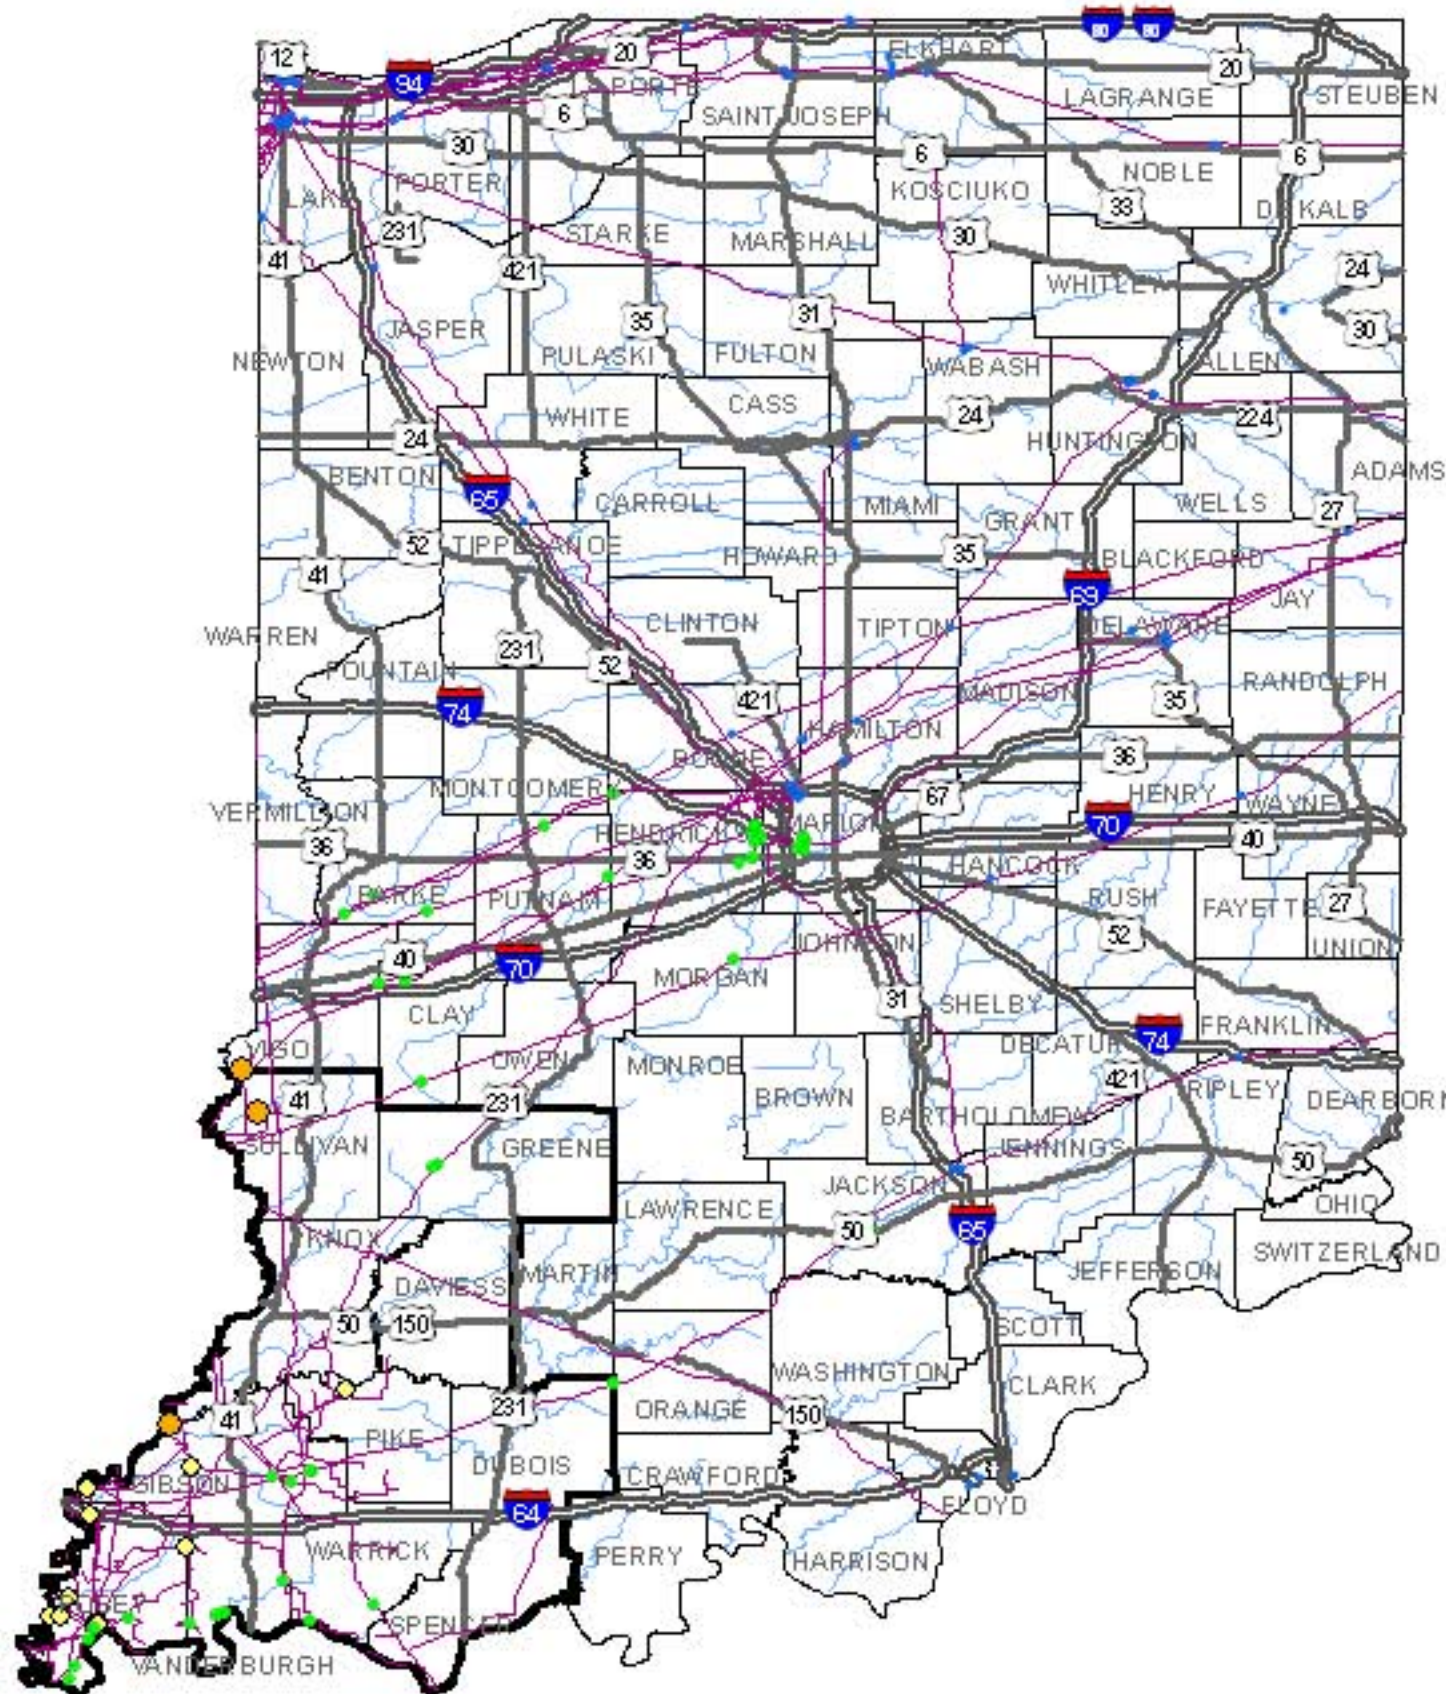 12
94
20
80
80
ELKHART
20
PORTE
LAGRANGE
STEUBEN
6
SAINT JOSEPH
30
6
6
PORTER
KOSCIUKO
NOBLE
LAKE
33
DEKALB
231
STARKE
MARSHALL
30
41
421
24
WHITLEY
35
31
30
JASPER
NEWTON
PULASKI
FULTON
WABASH
ALLEN
CASS
WHITE
24
224
24
HUNTINGTON
BENTON
ADAMS
65
CARROLL
MIAMI
WELLS
27
GRANT
52
TIPPECANOE
HOWARD
35
BLACKFORD
41
69
JAY
CLINTON
TIPTON
DELAWARE
WARREN
231
52
FOUNTAIN
RANDOLPH
74
421
MADISON
35
HAMILTON
BOONE
36
MONTGOMERY
67
HENRY
WAYNE
VERMILLION
70
HENDRICKS
MARION
40
36
36
HANCOCK
PARKE
PUTNAM
RUSH
27
FAYETTE
52
JOHNSON
UNION
40
70
MORGAN
31
SHELBY
CLAY
FRANKLIN
74
DECATUR
VIGO
OWEN
MONROE
421
RIPLEY
41
231
BROWN
DEARBORN
BARTHOLOMEW
SULLIVAN
GREENE
JENNINGS
50
JACKSON
OHIO
LAWRENCE
65
KNOX
50
SWITZERLAND
MARTIN
JEFFERSON
DAVIESS
50
150
SCOTT
WASHINGTON
CLARK
41
231
ORANGE
150
PIKE
DUBOIS
GIBSON
CRAWFORD
64
FLOYD
WARRICK
PERRY
HARRISON
POSEY
SPENCER
VANDERBURGH